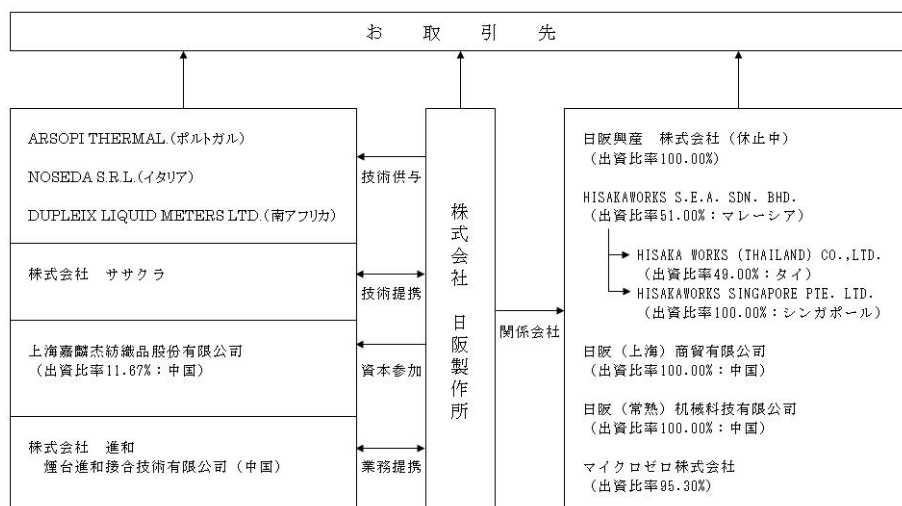 お取引先
ARSOPI THERMAL.(ポルトガル)
NOSEDA S.R.L.(イタリア)
DUPLEIX LIQUID METERS LTD.(南アフリカ)
技術供与
株式会社 ササクラ
技術提携
上海嘉麟杰紡織品股份有限公司
(出資比率11.67%:中国)
資本参加
株式会社 進和
煙台進和接合技術有限公司(中国)
業務提携
株式会社 日阪製作所
関係会社
日阪興産 株式会社(休止中)
(出資比率100.00%)
HISAKAWORKS S.E.A. SDN. BHD.
(出資比率51.00%:マレーシア)
HISAKA WORKS (THAILAND) CO.,LTD.
(出資比率49.00%:タイ)
HISAKAWORKS SINGAPORE PTE. LTD.
(出資比率100.00%:シンガポール)
日阪(上海)商貿有限公司
(出資比率100.00%:中国)
日阪(常熟)机械科技有限公司
(出資比率100.00%:中国)
マイクロゼロ株式会社
(出資比率95.30%)